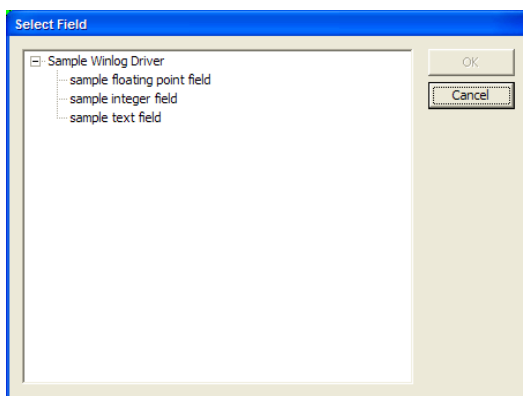 Select Field
Sample Winlog Driver
sample floating point field
sample integer field
sample text field
OK
Cancel